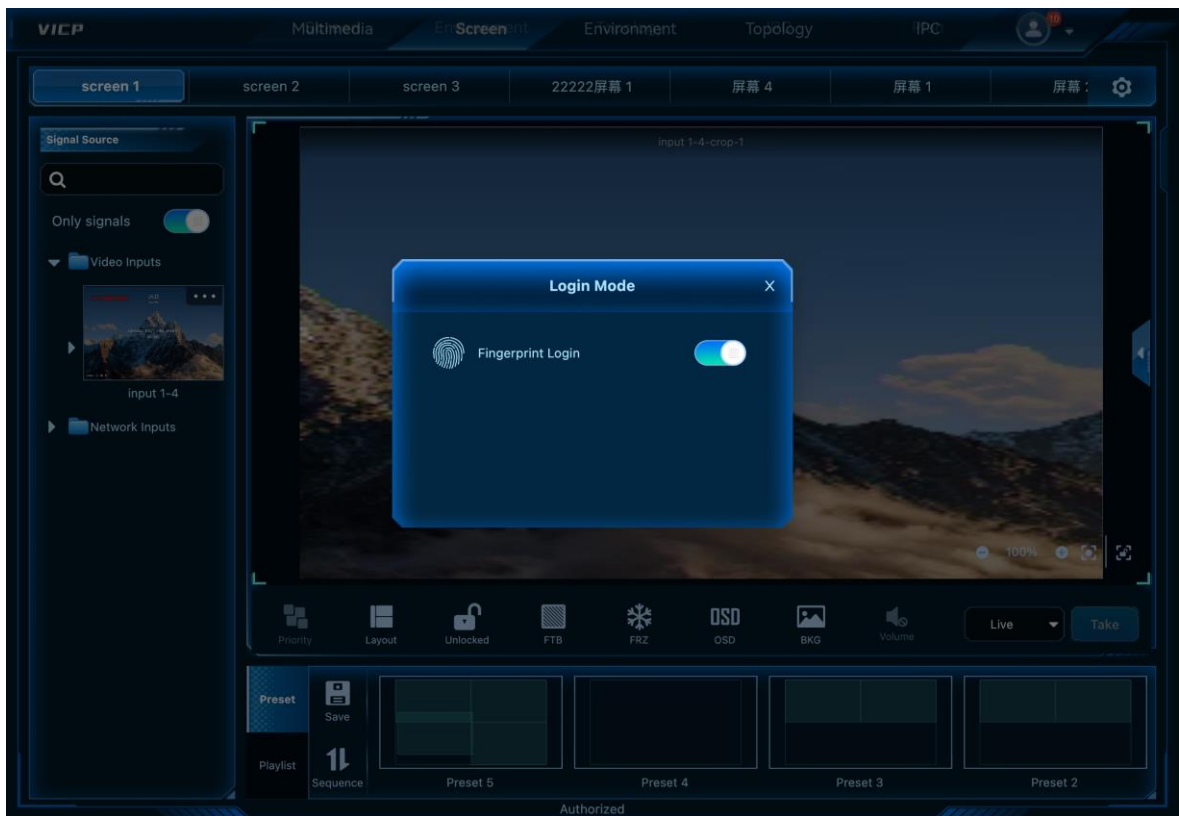 VICP
Multimedia
Screen
Environment
Topology
IPC
10
screen 1
screen 2
screen 3
22222屏幕 1
屏幕 4
屏幕 1
屏幕
Signal Source
Only signals
Video Inputs
input 1-4
Network Inputs
input 1-4-crop-1
Login Mode
X
Fingerprint Login
100%
Priority
Layout
Unlocked
FTB
FRZ
OSD
OSD
BKG
Volume
Live
Take
Preset
Playlist
Save
Sequence
Preset 5
Preset 4
Preset 3
Preset 2
Authorized